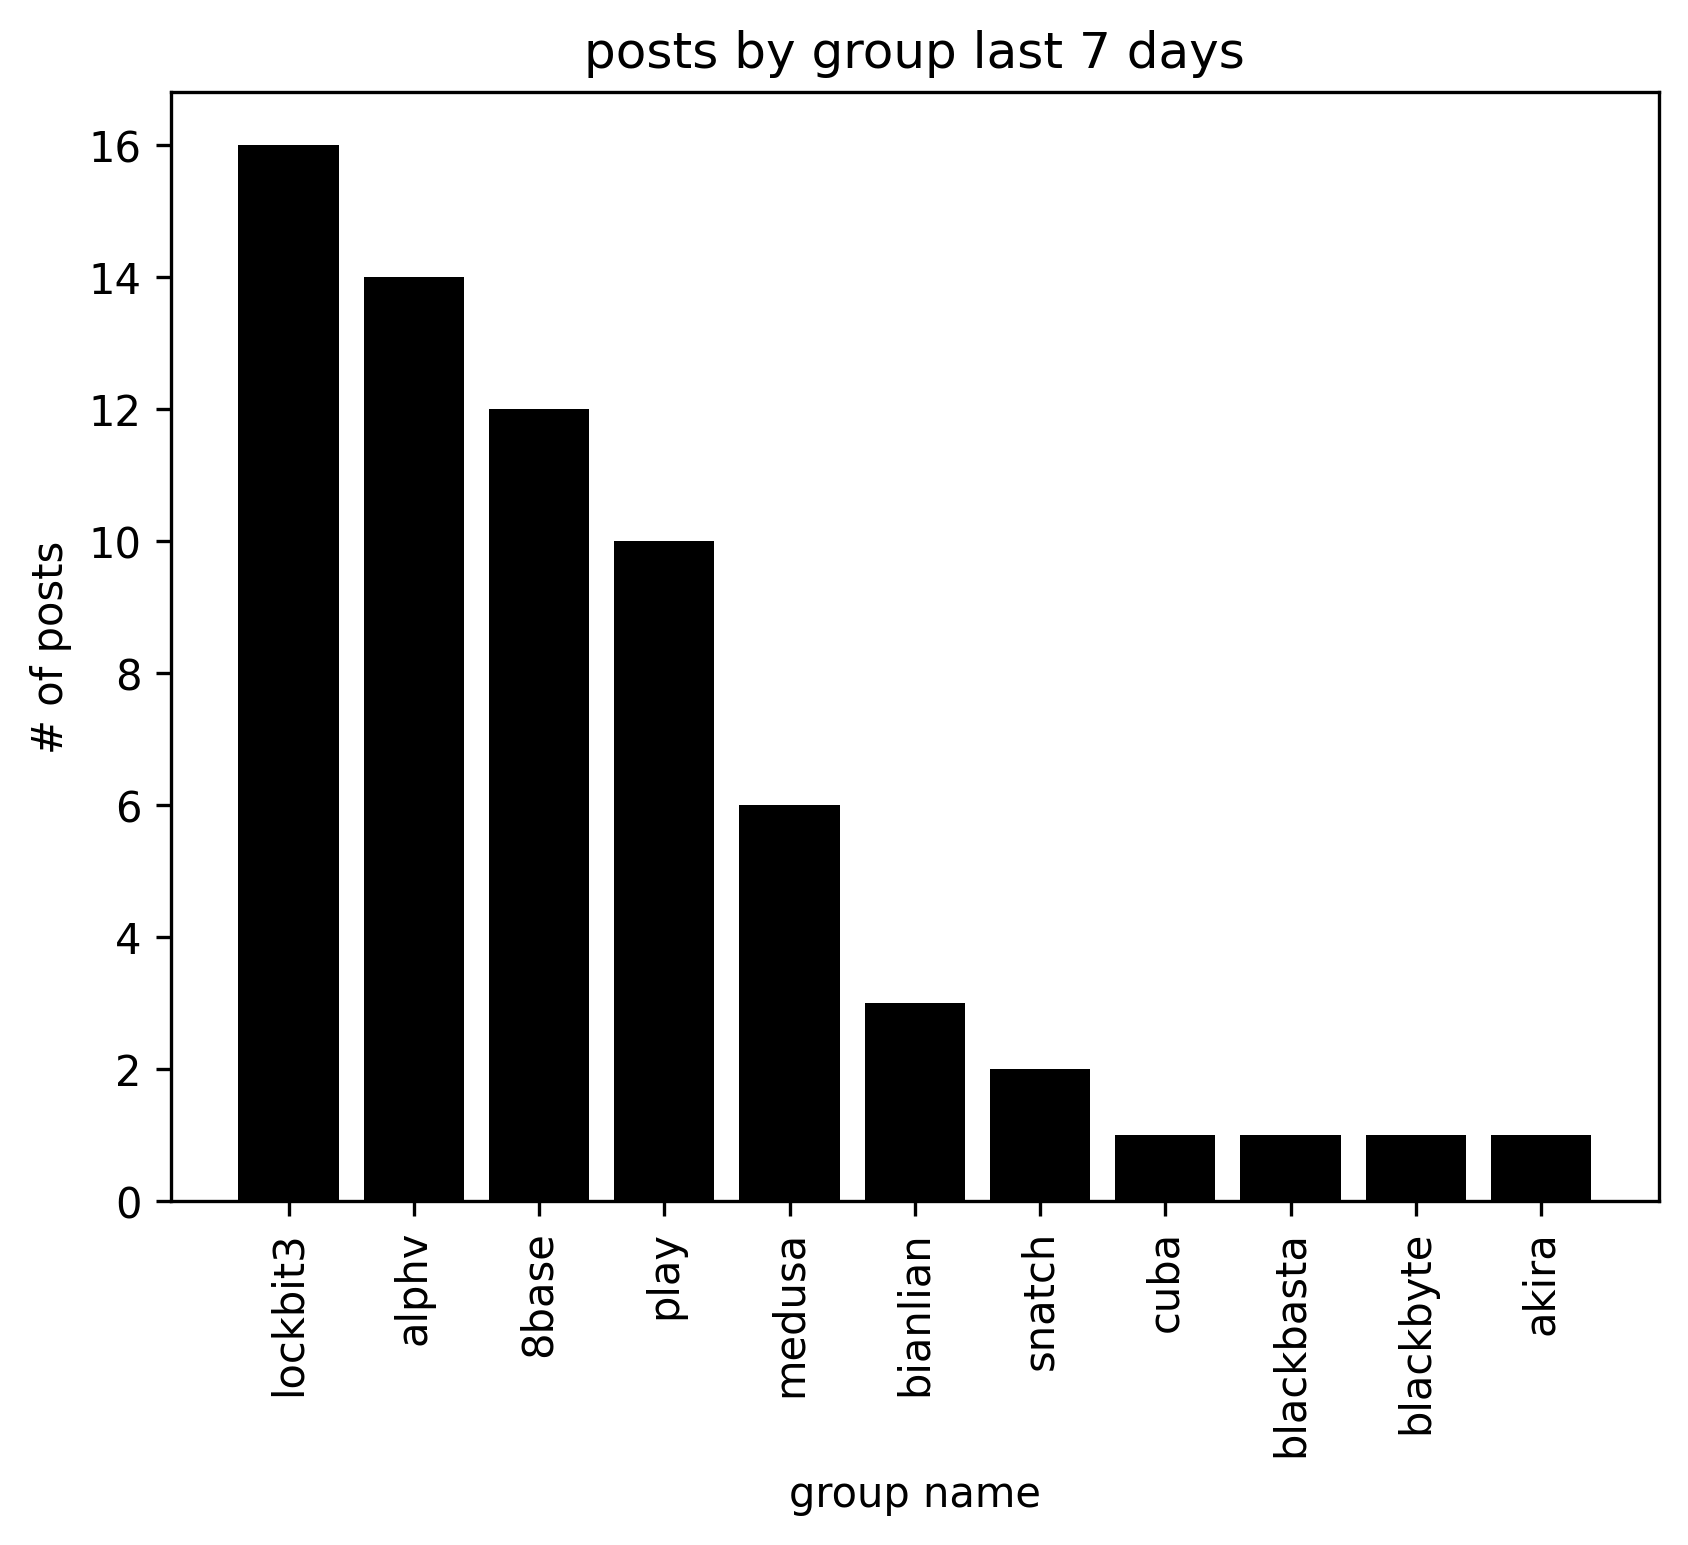 posts by group last 7 days
# of posts
16
14
12
10
8
6
4
2
0
lockbit3
alphv
8base
play
medusa
bianlian
snatch
cuba
blackbasta
blackbyte
akira
group name